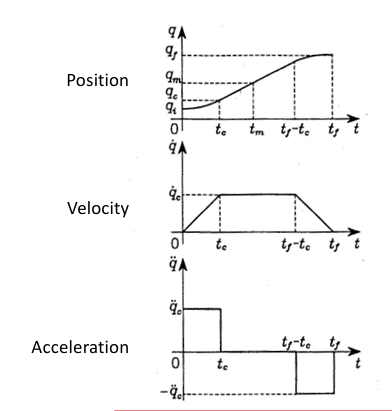 q
q_f
Position
q_m
q_c
q_i
0 t_c t_m t_f-t_c t_f t
q̇
Velocity
q̇_c
0 t_c t_f-t_c t_f t
q̈
q̈_c
t_f-t_c t_f
Acceleration
0 t_c t
-q̈_c